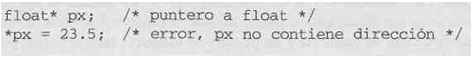 float* px; /* puntero a float */
*px = 23.5; /* error, px no contiene dirección */